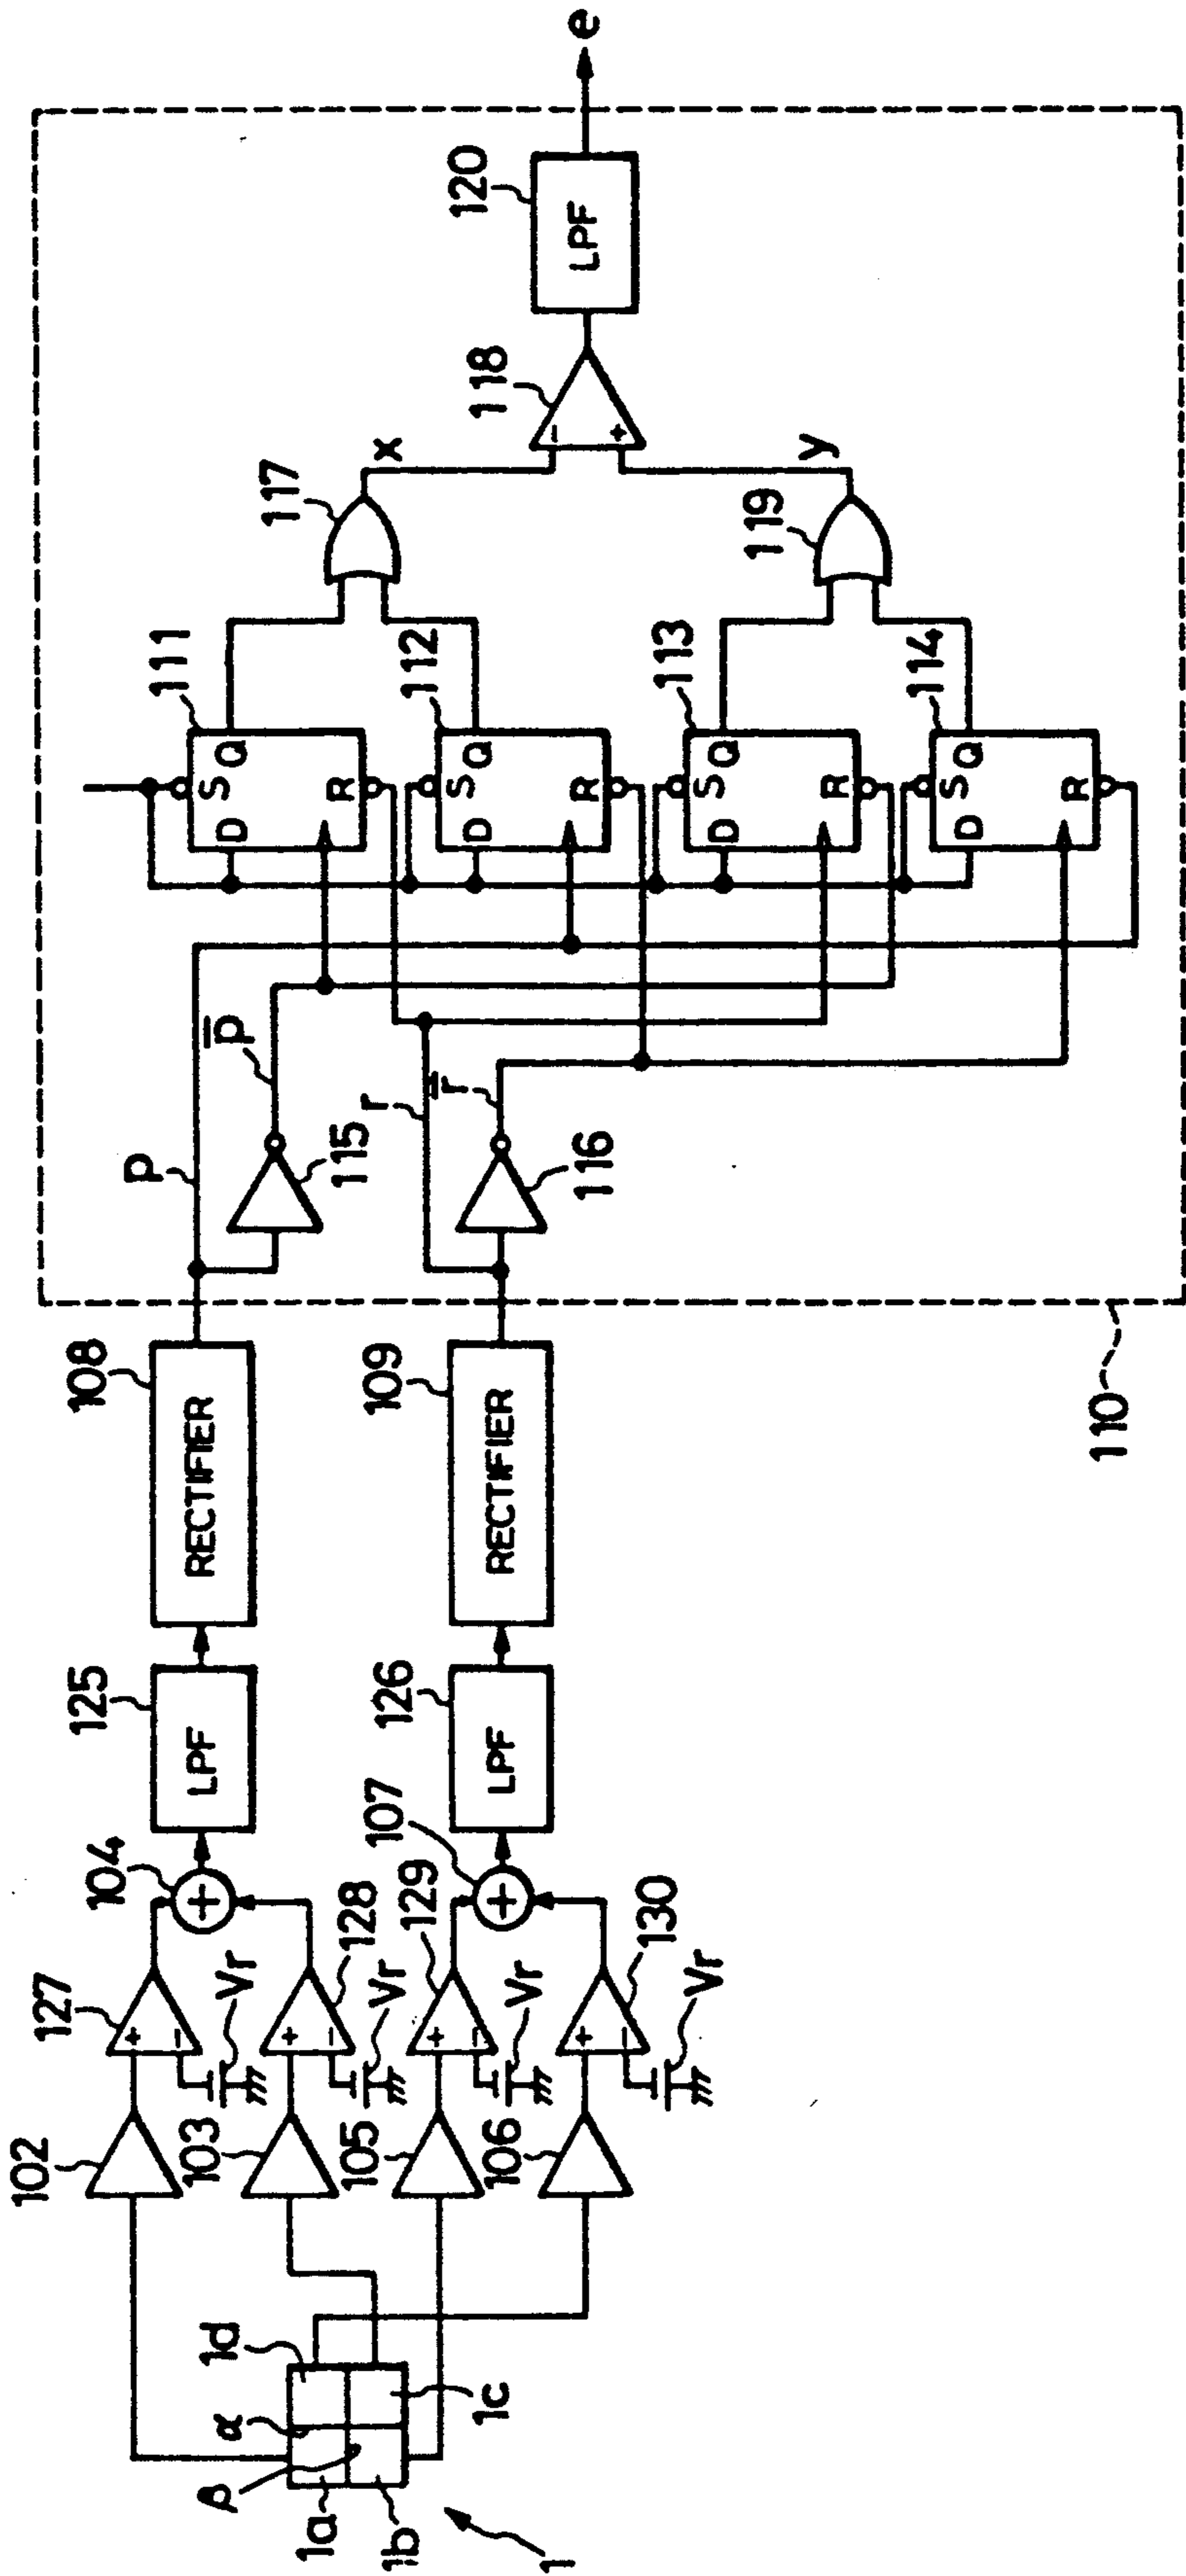 1
1a
1b
1c
1d
α
β
102
103
105
106
127
+
−
Vr
128
+
−
Vr
129
+
−
Vr
130
+
−
Vr
104
+
107
+
125
LPF
126
LPF
108
RECTIFIER
109
RECTIFIER
110
p
p̅
115
r
r̅
116
111
S
D
Q
R
112
S
D
Q
R
113
S
D
Q
R
114
S
D
Q
R
117
x
119
y
118
−
+
120
LPF
e